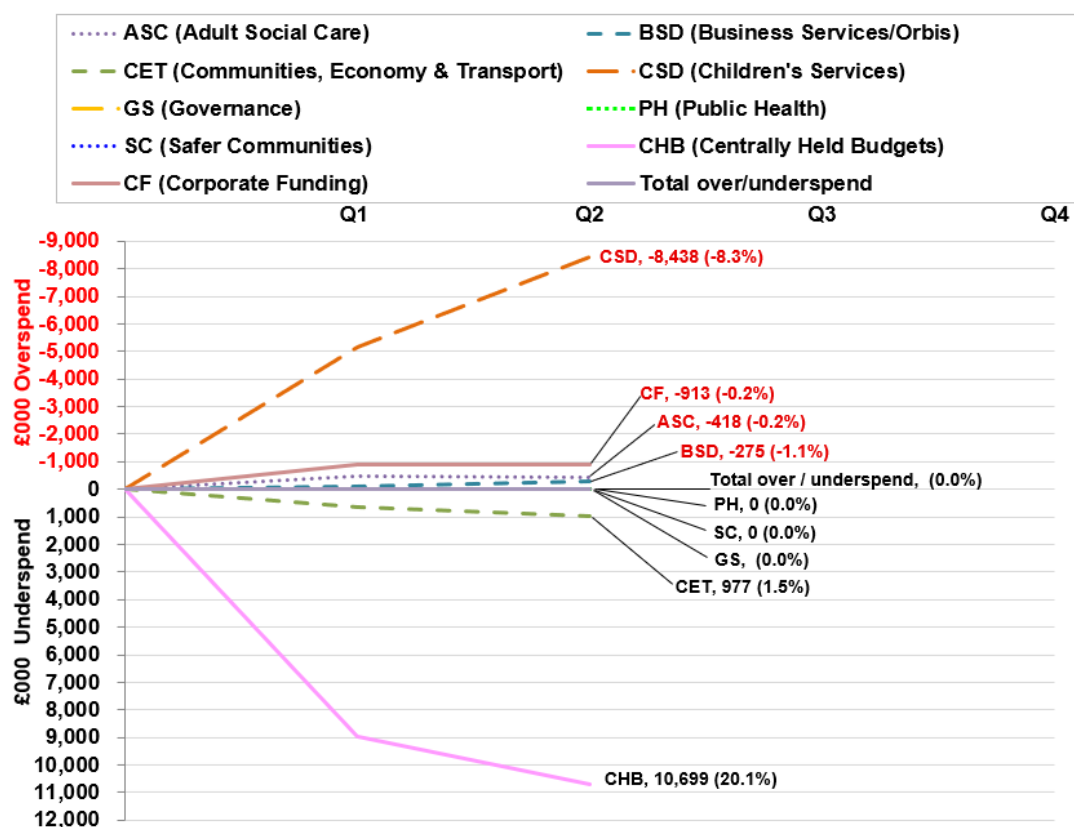 ASC (Adult Social Care)
BSD (Business Services/Orbis)
CET (Communities, Economy & Transport)
CSD (Children's Services)
GS (Governance)
PH (Public Health)
SC (Safer Communities)
CHB (Centrally Held Budgets)
CF (Corporate Funding)
Total over/underspend
Q1 Q2 Q3 Q4
£000 Overspend
£000 Underspend
-9,000
-8,000
-7,000
-6,000
-5,000
-4,000
-3,000
-2,000
-1,000
0
1,000
2,000
3,000
4,000
5,000
6,000
7,000
8,000
9,000
10,000
11,000
12,000
CSD, -8,438 (-8.3%)
CF, -913 (-0.2%)
ASC, -418 (-0.2%)
BSD, -275 (-1.1%)
Total over / underspend, (0.0%)
PH, 0 (0.0%)
SC, 0 (0.0%)
GS, (0.0%)
CET, 977 (1.5%)
CHB, 10,699 (20.1%)